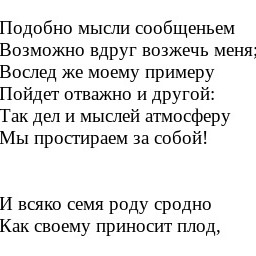 Подобно мысли сообщеньем
Возможно вдруг возжечь меня;
Вослед же моему примеру
Пойдет отважно и другой:
Так дел и мыслей атмосферу
Мы простираем за собой!
И всяко семя роду сродно
Как своему приносит плод,